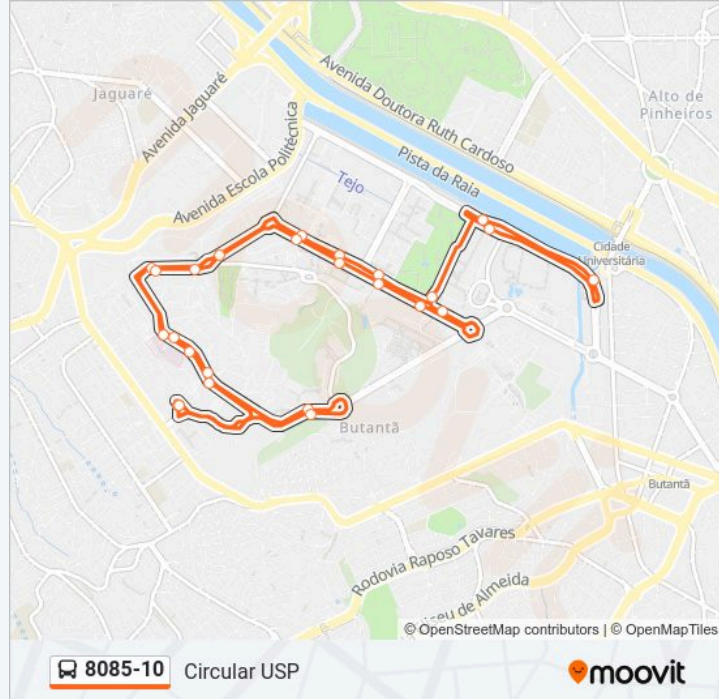 Avenida Doutora Ruth Cardoso
Jaguaré
Avenida Jaguaré
Alto de
Pinheiros
Avenida Escola Politécnica
Pista da Raia
Tejo
Cidade
Universitária
Butantã
Butantã
Rodovia Raposo Tavares
iseu de Almeida
© OpenStreetMap contributors | © OpenMapTiles
8085-10 Circular USP
moovit